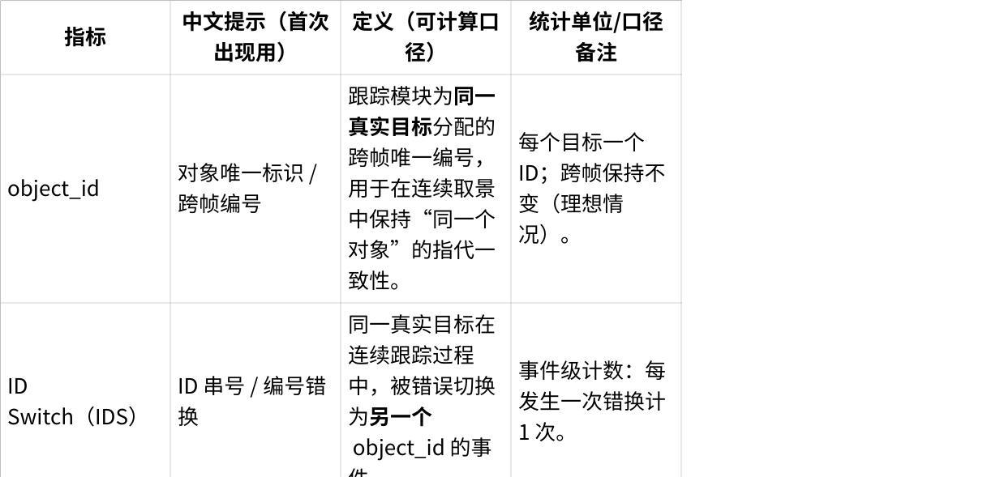 指标
中文提示（首次
出现用）
定义（可计算口
径）
统计单位/口径
备注
object_id
对象唯一标识 /
跨帧编号
跟踪模块为同一
真实目标分配的
跨帧唯一编号，
用于在连续取景
中保持“同一个
对象”的指代一
致性。
每个目标一个
ID；跨帧保持不
变（理想情
况）。
ID
Switch（IDS）
ID 串号 / 编号错
换
同一真实目标在
连续跟踪过程
中，被错误切换
为另一个
object_id 的事
件
事件级计数：每
发生一次错换计
1 次。